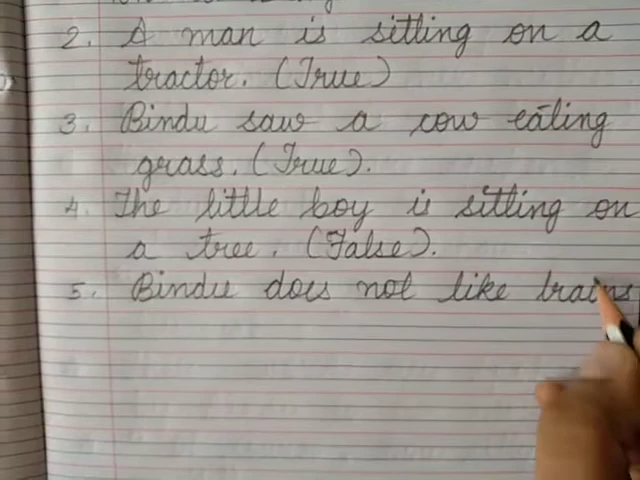 2. A man is sitting on a
tractor. (True)
3. Bindu saw a cow eating
grass. (True).
4. The little boy is sitting on
a tree. (False).
5. Bindu does not like trains